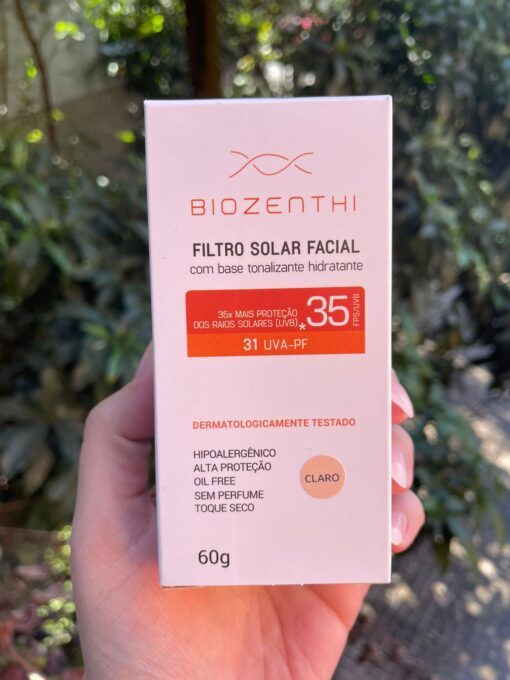 BIOZENTHI
FILTRO SOLAR FACIAL
com base tonalizante hidratante
35x MAIS PROTEÇÃO
DOS RAIOS SOLARES (UVB)
*35
FPS/UVB
31 UVA-PF
DERMATOLOGICAMENTE TESTADO
HIPOALERGÊNICO
ALTA PROTEÇÃO
OIL FREE
SEM PERFUME
TOQUE SECO
CLARO
60g